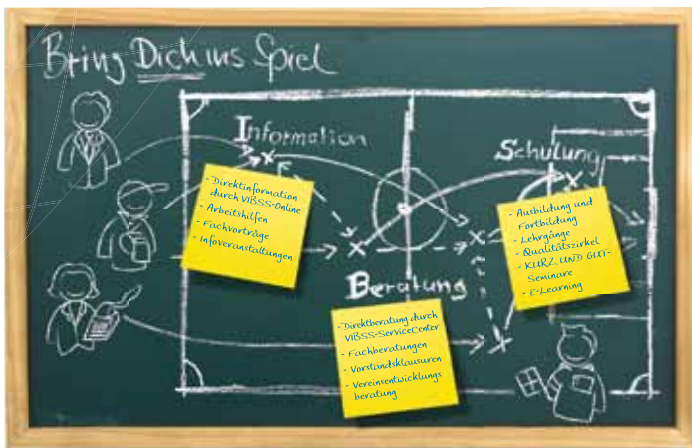 Bring Dich ins Spiel
Information
- Direktinformation
durch VIBSS-Online
- Arbeitshilfen
- Fachvorträge
- Infoveranstaltungen
Schulung
- Ausbildung und
Fortbildung
- Lehrgänge
- Qualitätszirkel
- KURZ UND GUT-
Seminare
- E-Learning
Beratung
- Direktberatung durch
VIBSS-ServiceCenter
- Fachberatungen
- Vorstandsklausuren
- Vereinsentwicklungs
beratung